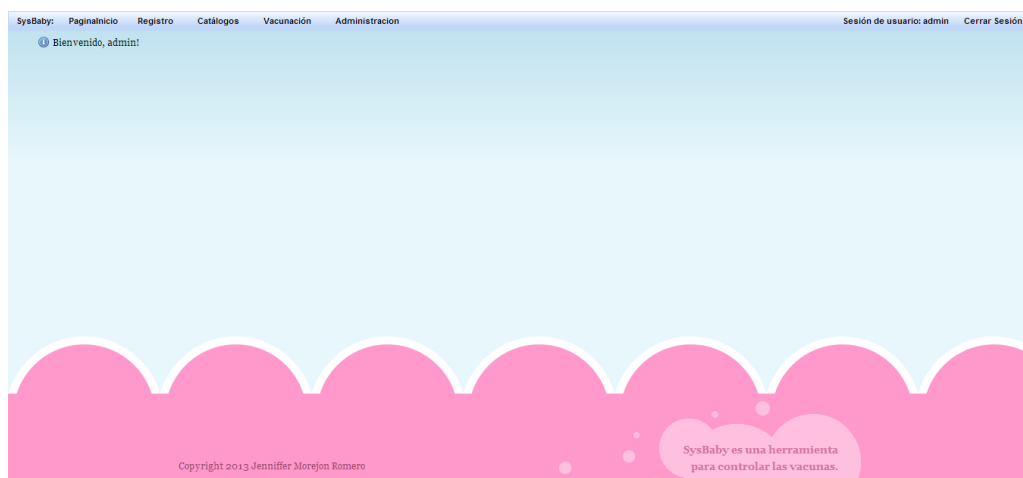 SysBaby: PaginaInicio Registro Catálogos Vacunación Administracion Sesión de usuario: admin Cerrar Sesión
Bienvenido, admin!
SysBaby es una herramienta
para controlar las vacunas.
Copyright 2013 Jenniffer Morejon Romero